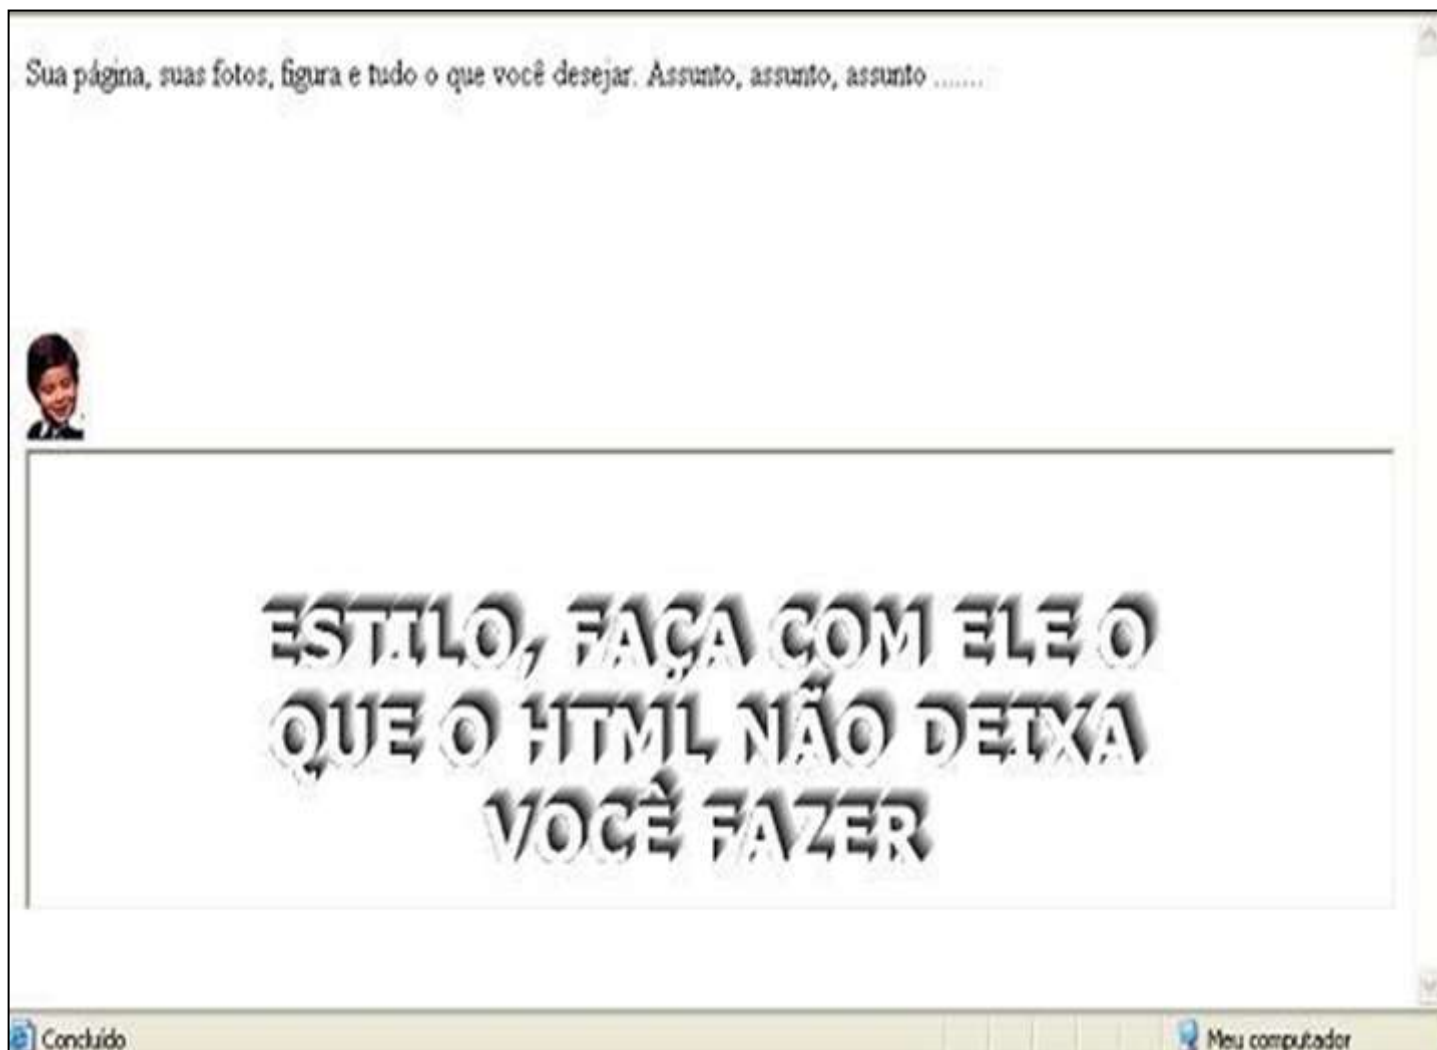 Sua página, suas fotos, figura e tudo o que você desejar. Assunto, assunto, assunto .......
ESTILO, FAÇA COM ELE O
QUE O HTML NÃO DEIXA
VOCÊ FAZER
Concluído
Meu computador